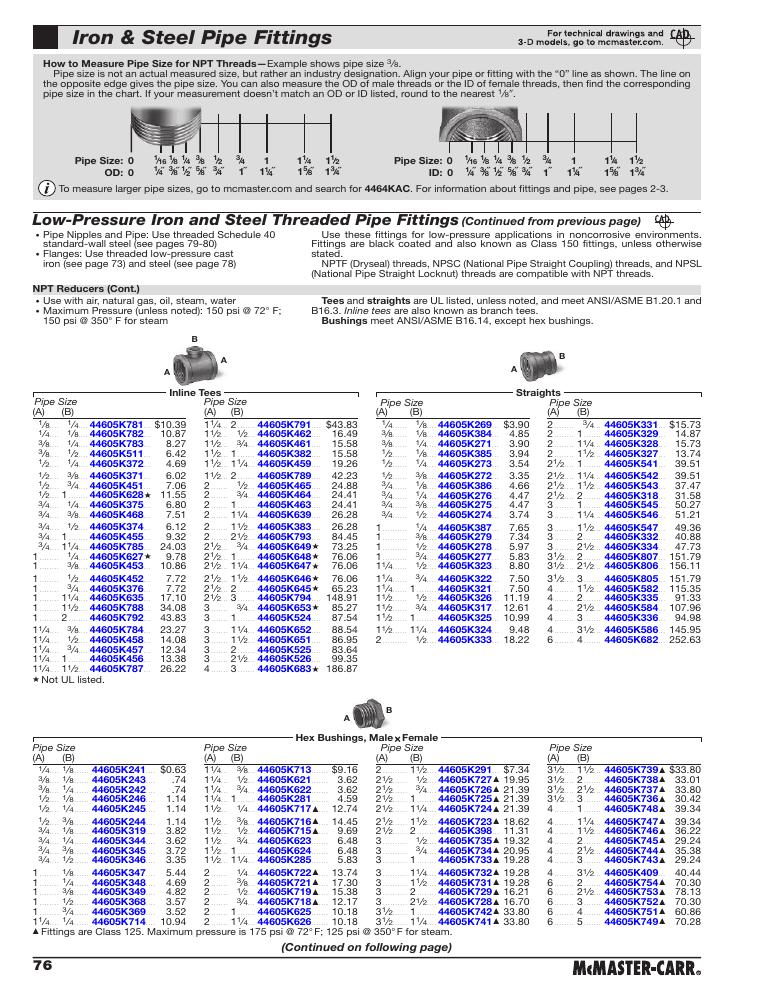 Iron & Steel Pipe Fittings
For technical drawings and
3-D models, go to mcmaster.com.
CAD
How to Measure Pipe Size for NPT Threads—Example shows pipe size 3/8.
Pipe size is not an actual measured size, but rather an industry designation. Align your pipe or fitting with the “0” line as shown. The line on
the opposite edge gives the pipe size. You can also measure the OD of male threads or the ID of female threads, then find the corresponding
pipe size in the chart. If your measurement doesn’t match an OD or ID listed, round to the nearest 1/8″.
Pipe Size: 0 1/16 1/8 1/4 3/8 1/2 3/4 1 1 1/4 1 1/2
OD: 0 1/4″ 3/8″ 1/2″ 5/8″ 3/4″ 1″ 1 1/4″ 1 5/8″ 1 3/4″
Pipe Size: 0 1/16 1/8 1/4 3/8 1/2 3/4 1 1 1/4 1 1/2
ID: 0 1/4″ 3/8″ 1/2″ 5/8″ 3/4″ 1″ 1 1/4″ 1 5/8″ 1 3/4″
i To measure larger pipe sizes, go to mcmaster.com and search for 4464KAC. For information about fittings and pipe, see pages 2-3.
Low-Pressure Iron and Steel Threaded Pipe Fittings (Continued from previous page)
CAD
• Pipe Nipples and Pipe: Use threaded Schedule 40
standard-wall steel (see pages 79-80)
• Flanges: Use threaded low-pressure cast
iron (see page 73) and steel (see page 78)
Use these fittings for low-pressure applications in noncorrosive environments.
Fittings are black coated and also known as Class 150 fittings, unless otherwise
stated.
NPTF (Dryseal) threads, NPSC (National Pipe Straight Coupling) threads, and NPSL
(National Pipe Straight Locknut) threads are compatible with NPT threads.
NPT Reducers (Cont.)
• Use with air, natural gas, oil, steam, water
• Maximum Pressure (unless noted): 150 psi @ 72° F;
150 psi @ 350° F for steam
Tees and straights are UL listed, unless noted, and meet ANSI/ASME B1.20.1 and
B16.3. Inline tees are also known as branch tees.
Bushings meet ANSI/ASME B16.14, except hex bushings.
B
A
A
Inline Tees
Pipe Size
(A) (B)
1/8 1/4 44605K781 $10.39
1/4 1/8 44605K782 10.87
3/8 1/8 44605K783 8.27
3/8 1/2 44605K511 6.42
1/2 1/4 44605K372 4.69
1/2 3/8 44605K371 6.02
1/2 3/4 44605K451 7.06
1/2 1 44605K628★ 11.55
3/4 1/4 44605K375 6.80
3/4 3/8 44605K468 7.51
3/4 1/2 44605K374 6.12
3/4 1 44605K455 9.32
3/4 1 1/4 44605K785 24.03
1 1/4 44605K627★ 9.78
1 3/8 44605K453 10.86
1 1/2 44605K452 7.72
1 3/4 44605K376 7.72
1 1 1/4 44605K635 17.10
1 1 1/2 44605K788 34.08
1 2 44605K792 43.83
1 1/4 3/8 44605K784 23.27
1 1/4 1/2 44605K458 14.08
1 1/4 3/4 44605K457 12.34
1 1/4 1 44605K456 13.38
1 1/4 1 1/2 44605K787 26.22
★ Not UL listed.
(A) (B)
1 1/4 2 44605K791 $43.83
1 1/2 1/2 44605K462 16.49
1 1/2 3/4 44605K461 15.58
1 1/2 1 44605K382 15.58
1 1/2 1 1/4 44605K459 19.26
1 1/2 2 44605K789 42.23
2 1/2 44605K465 24.88
2 3/4 44605K464 24.41
2 1 44605K463 24.41
2 1 1/4 44605K639 26.28
2 1 1/2 44605K383 26.28
2 2 1/2 44605K793 84.45
2 1/2 3/4 44605K649★ 73.25
2 1/2 1 44605K648★ 76.06
2 1/2 1 1/4 44605K647★ 76.06
2 1/2 1 1/2 44605K646★ 76.06
2 1/2 2 44605K645★ 65.23
2 1/2 3 44605K794 148.91
3 3/4 44605K653★ 85.27
3 1 44605K524 87.54
3 1 1/4 44605K652 88.54
3 1 1/2 44605K651 86.95
3 2 44605K525 83.64
3 2 1/2 44605K526 99.35
4 3 44605K683★ 186.87
A
B
Straights
Pipe Size
(A) (B)
1/4 1/8 44605K269 $3.90
3/8 1/8 44605K384 4.85
3/8 1/4 44605K271 3.90
1/2 1/8 44605K385 3.94
1/2 1/4 44605K273 3.54
1/2 3/8 44605K272 3.35
3/4 1/8 44605K386 4.66
3/4 1/4 44605K276 4.47
3/4 3/8 44605K275 4.47
3/4 1/2 44605K274 3.74
1 1/4 44605K387 7.65
1 3/8 44605K279 7.34
1 1/2 44605K278 5.97
1 3/4 44605K277 5.83
1 1/4 1/2 44605K323 8.80
1 1/4 3/4 44605K322 7.50
1 1/4 1 44605K321 7.50
1 1/2 1/2 44605K326 11.19
1 1/2 3/4 44605K317 12.61
1 1/2 1 44605K325 10.99
1 1/2 1 1/4 44605K324 9.48
2 1/2 44605K333 18.22
(A) (B)
2 3/4 44605K331 $15.73
2 1 44605K329 14.87
2 1 1/4 44605K328 15.73
2 1 1/2 44605K327 13.74
2 1/2 1 44605K541 39.51
2 1/2 1 1/4 44605K542 39.51
2 1/2 1 1/2 44605K543 37.47
2 1/2 2 44605K318 31.58
3 1 44605K545 50.27
3 1 1/4 44605K546 51.21
3 1 1/2 44605K547 49.36
3 2 44605K332 40.88
3 2 1/2 44605K334 47.73
3 1/2 2 44605K807 151.79
3 1/2 2 1/2 44605K806 156.11
3 1/2 3 44605K805 151.79
4 1 1/2 44605K582 115.35
4 2 44605K335 91.33
4 2 1/2 44605K584 107.96
4 3 44605K336 94.98
4 3 1/2 44605K586 145.95
6 4 44605K682 252.63
A
B
Hex Bushings, Male x Female
Pipe Size
(A) (B)
1/4 1/8 44605K241 $0.63
3/8 1/8 44605K243 .74
3/8 1/4 44605K242 .74
1/2 1/8 44605K246 1.14
1/2 1/4 44605K245 1.14
1/2 3/8 44605K244 1.14
3/4 1/8 44605K319 3.82
3/4 1/4 44605K344 3.62
3/4 3/8 44605K345 3.72
3/4 1/2 44605K346 3.35
1 1/8 44605K347 5.44
1 1/4 44605K348 4.69
1 3/8 44605K349 4.82
1 1/2 44605K368 3.57
1 3/4 44605K369 3.52
1 1/4 1/4 44605K714 10.94
Pipe Size
(A) (B)
1 1/4 3/8 44605K713 $9.16
1 1/4 1/2 44605K621 3.62
1 1/4 3/4 44605K622 3.62
1 1/4 1 44605K281 4.59
1 1/2 1/4 44605K717▲ 12.74
1 1/2 3/8 44605K716▲ 14.45
1 1/2 1/2 44605K715▲ 9.69
1 1/2 3/4 44605K623 6.48
1 1/2 1 44605K624 6.48
1 1/2 1 1/4 44605K285 5.83
2 1/4 44605K722▲ 13.74
2 3/8 44605K721▲ 17.30
2 1/2 44605K719▲ 15.38
2 3/4 44605K718▲ 12.17
2 1 44605K625 10.18
2 1 1/4 44605K626 10.18
Pipe Size
(A) (B)
2 1 1/2 44605K291 $7.34
2 1/2 1/2 44605K727▲ 19.95
2 1/2 3/4 44605K726▲ 21.39
2 1/2 1 44605K725▲ 21.39
2 1/2 1 1/4 44605K724▲ 21.39
2 1/2 1 1/2 44605K723▲ 18.62
2 1/2 2 44605K398 11.31
3 1/2 44605K735▲ 19.32
3 3/4 44605K734▲ 20.95
3 1 44605K733▲ 19.28
3 1 1/4 44605K732▲ 19.28
3 1 1/2 44605K731▲ 19.28
3 2 44605K729▲ 16.21
3 2 1/2 44605K728▲ 16.70
3 1/2 1 44605K742▲ 33.80
3 1/2 1 1/4 44605K741▲ 33.80
Pipe Size
(A) (B)
3 1/2 1 1/2 44605K739▲ $33.80
3 1/2 2 44605K738▲ 33.01
3 1/2 2 1/2 44605K737▲ 33.80
3 1/2 3 44605K736▲ 30.42
4 1 44605K748▲ 39.34
4 1 1/4 44605K747▲ 39.34
4 1 1/2 44605K746▲ 36.22
4 2 44605K745▲ 29.24
4 2 1/2 44605K744▲ 35.38
4 3 44605K743▲ 29.24
4 3 1/2 44605K409 40.44
6 2 44605K754▲ 70.30
6 2 1/2 44605K753▲ 78.13
6 3 44605K752▲ 70.30
6 4 44605K751▲ 60.86
6 5 44605K749▲ 70.28
▲ Fittings are Class 125. Maximum pressure is 175 psi @ 72° F; 125 psi @ 350° F for steam.
(Continued on following page)
76
McMASTER-CARR®